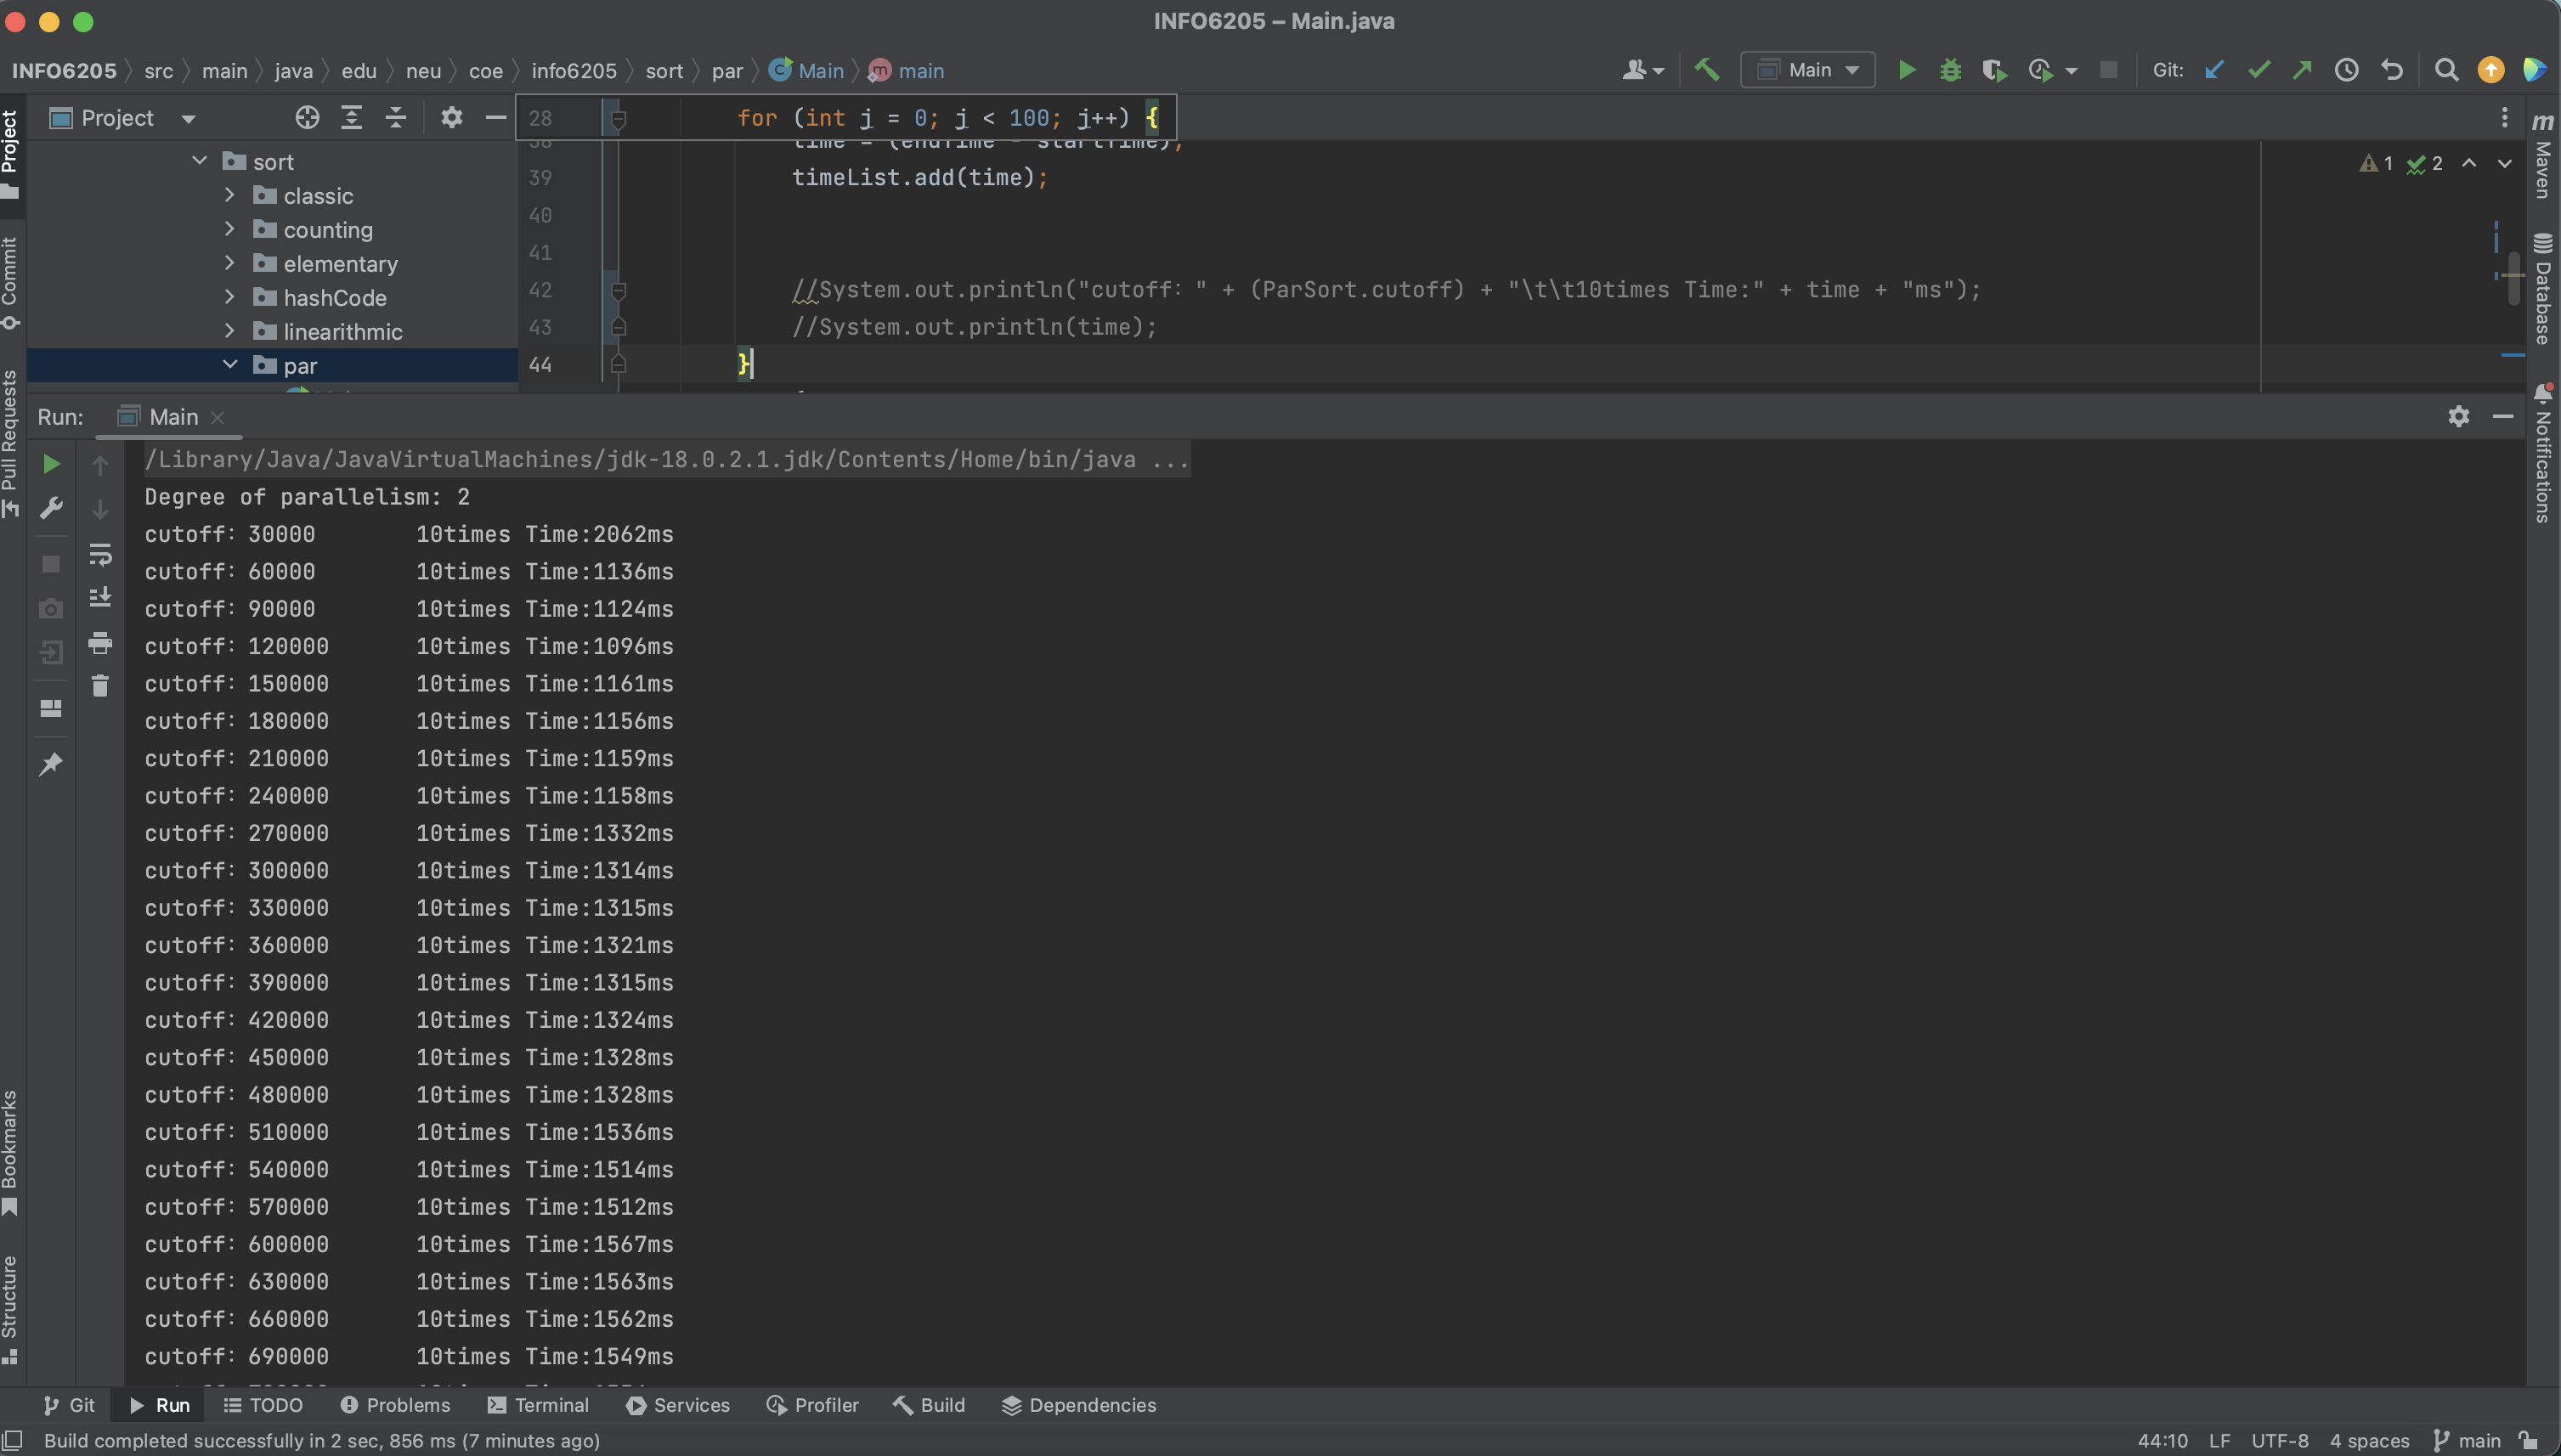 INFO6205 – Main.java
INFO6205 src main java edu neu coe info6205 sort par Main main
Main Git:
Project
28 for (int j = 0; j < 100; j++) {
38 time = (endTime - startTime);
39 timeList.add(time);
40
41
42 //System.out.println("cutoff: " + (ParSort.cutoff) + "\t\t10times Time:" + time + "ms");
43 //System.out.println(time);
44 }
1 2
sort
classic
counting
elementary
hashCode
linearithmic
par
Project
Commit
Pull Requests
Bookmarks
Structure
m Maven
Database
Notifications
Run: Main
/Library/Java/JavaVirtualMachines/jdk-18.0.2.1.jdk/Contents/Home/bin/java ...
Degree of parallelism: 2
cutoff: 30000 10times Time:2062ms
cutoff: 60000 10times Time:1136ms
cutoff: 90000 10times Time:1124ms
cutoff: 120000 10times Time:1096ms
cutoff: 150000 10times Time:1161ms
cutoff: 180000 10times Time:1156ms
cutoff: 210000 10times Time:1159ms
cutoff: 240000 10times Time:1158ms
cutoff: 270000 10times Time:1332ms
cutoff: 300000 10times Time:1314ms
cutoff: 330000 10times Time:1315ms
cutoff: 360000 10times Time:1321ms
cutoff: 390000 10times Time:1315ms
cutoff: 420000 10times Time:1324ms
cutoff: 450000 10times Time:1328ms
cutoff: 480000 10times Time:1328ms
cutoff: 510000 10times Time:1536ms
cutoff: 540000 10times Time:1514ms
cutoff: 570000 10times Time:1512ms
cutoff: 600000 10times Time:1567ms
cutoff: 630000 10times Time:1563ms
cutoff: 660000 10times Time:1562ms
cutoff: 690000 10times Time:1549ms
Git Run TODO Problems Terminal Services Profiler Build Dependencies
Build completed successfully in 2 sec, 856 ms (7 minutes ago)
44:10 LF UTF-8 4 spaces main